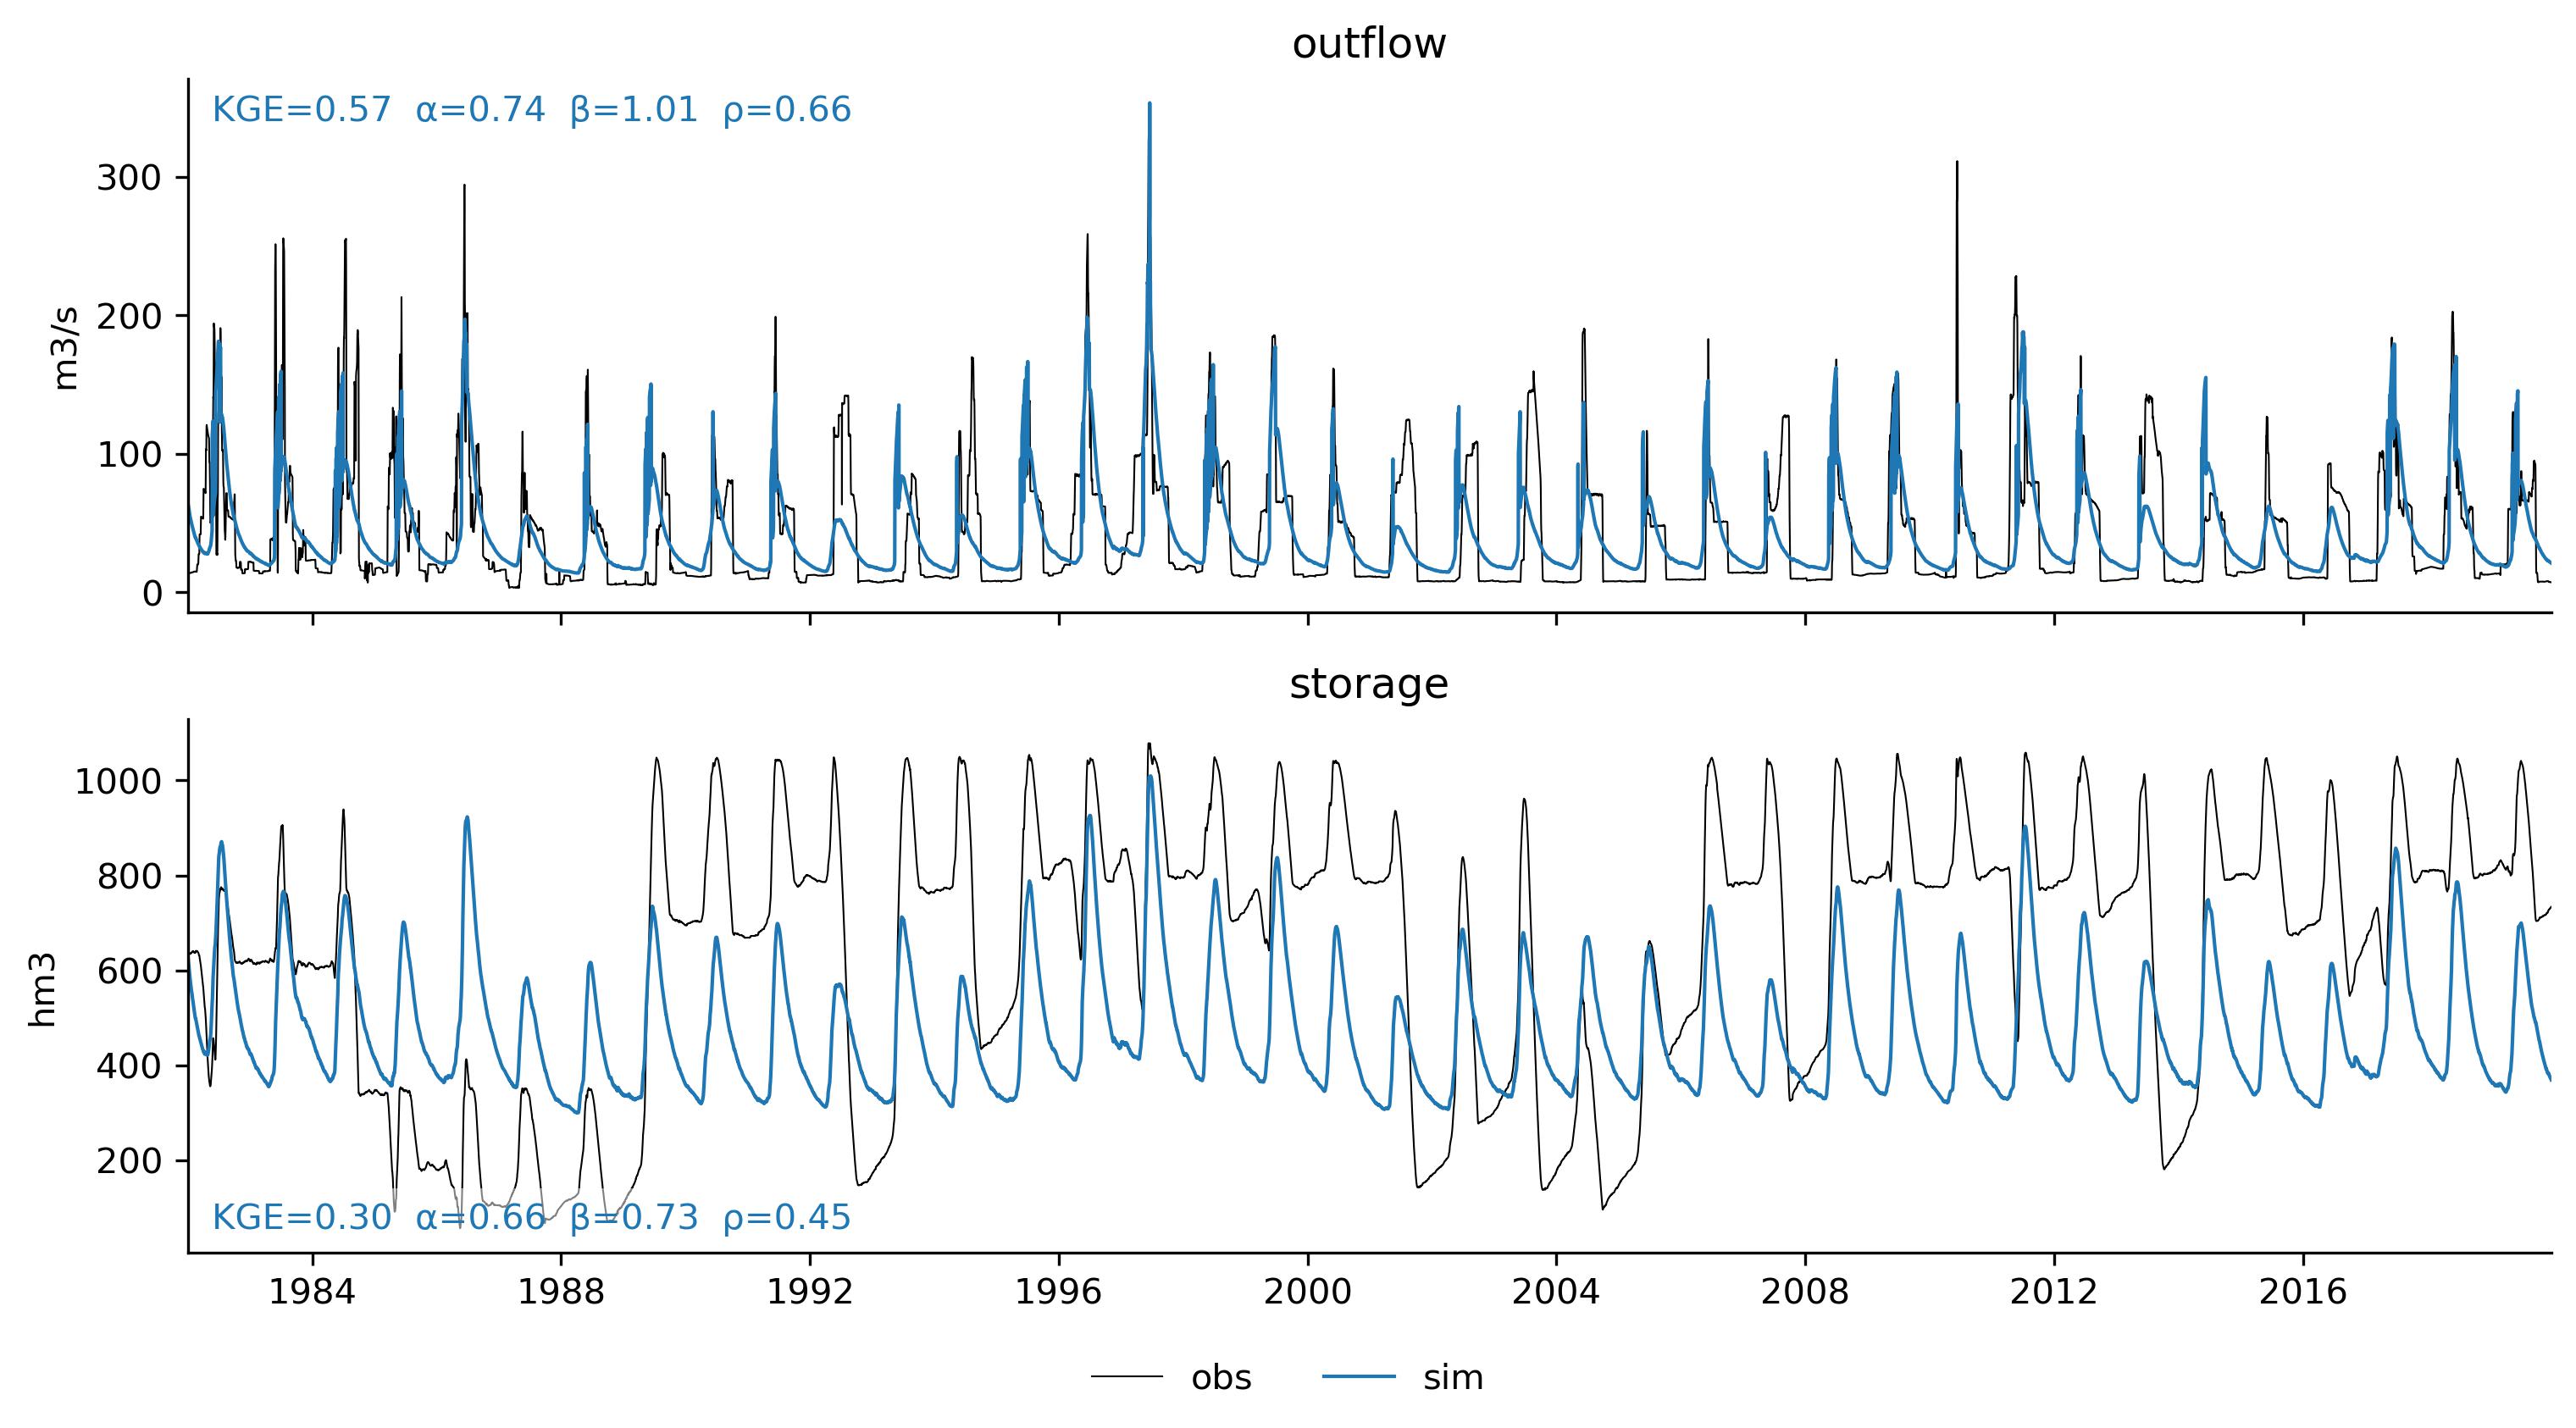 outflow
KGE=0.57 α=0.74 β=1.01 ρ=0.66
300
200
100
0
m3/s
storage
1000
800
600
400
200
hm3
KGE=0.30 α=0.66 β=0.73 ρ=0.45
1984 1988 1992 1996 2000 2004 2008 2012 2016
obs sim